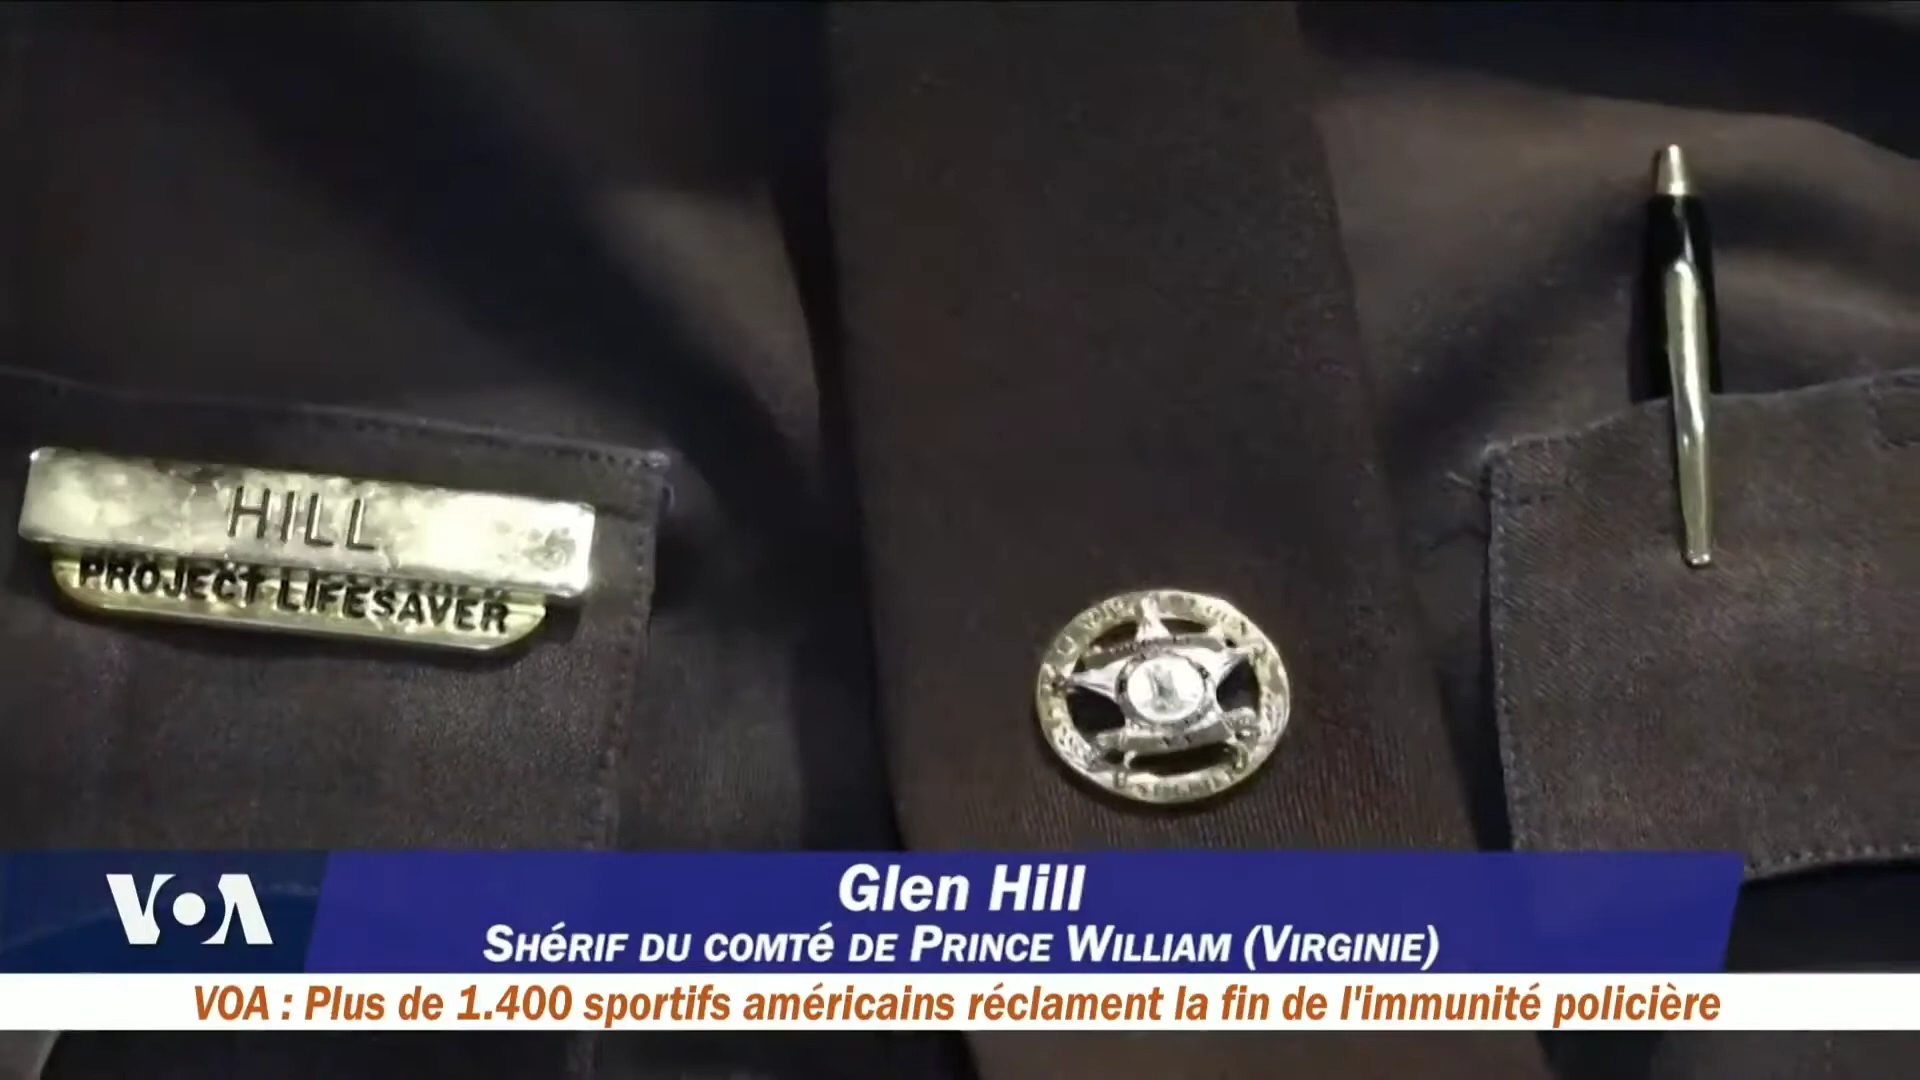 HILL
PROJECT LIFESAVER
VOA
Glen Hill
Shérif du comté de Prince William (Virginie)
VOA : Plus de 1.400 sportifs américains réclament la fin de l'immunité policière